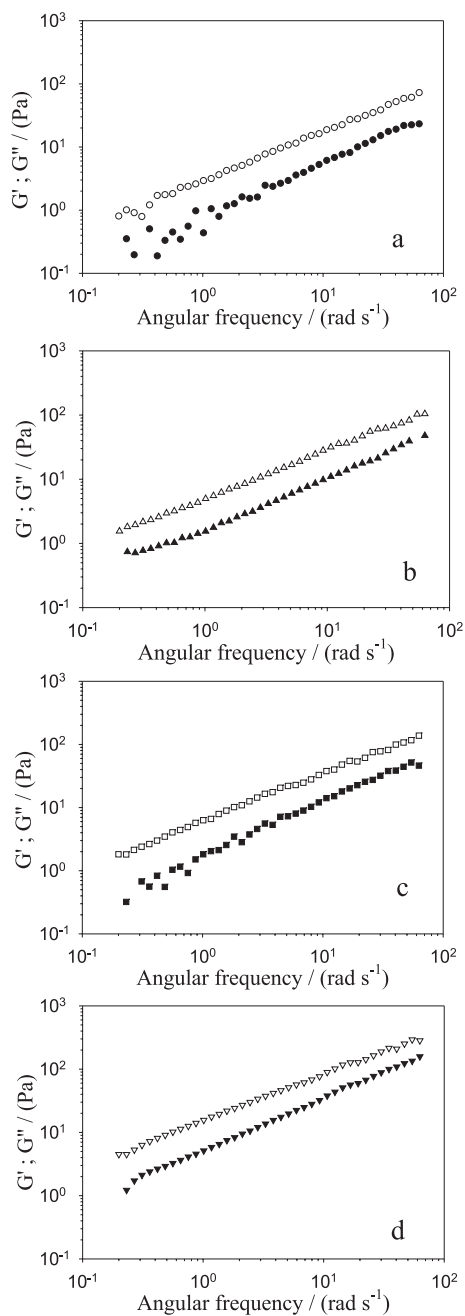 10³
10²
10¹
10⁰
10⁻¹
G' ; G" / (Pa)
a
10⁻¹ 10⁰ 10¹ 10²
Angular frequency / (rad s⁻¹)
10³
10²
10¹
10⁰
10⁻¹
G' ; G" / (Pa)
b
10⁻¹ 10⁰ 10¹ 10²
Angular frequency / (rad s⁻¹)
10³
10²
10¹
10⁰
10⁻¹
G' ; G" / (Pa)
c
10⁻¹ 10⁰ 10¹ 10²
Angular frequency / (rad s⁻¹)
10³
10²
10¹
10⁰
10⁻¹
G' ; G" / (Pa)
d
10⁻¹ 10⁰ 10¹ 10²
Angular frequency / (rad s⁻¹)